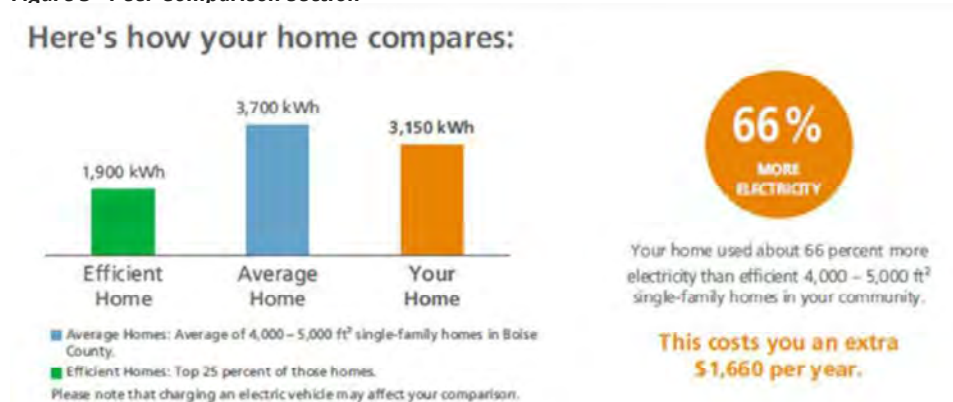 Here's how your home compares:
3,700 kWh
3,150 kWh
1,900 kWh
Efficient
Home
Average
Home
Your
Home
Average Homes: Average of 4,000 – 5,000 ft² single-family homes in Boise
County.
Efficient Homes: Top 25 percent of those homes.
Please note that charging an electric vehicle may affect your comparison.
66%
MORE
ELECTRICITY
Your home used about 66 percent more
electricity than efficient 4,000 – 5,000 ft²
single-family homes in your community.
This costs you an extra
$1,660 per year.